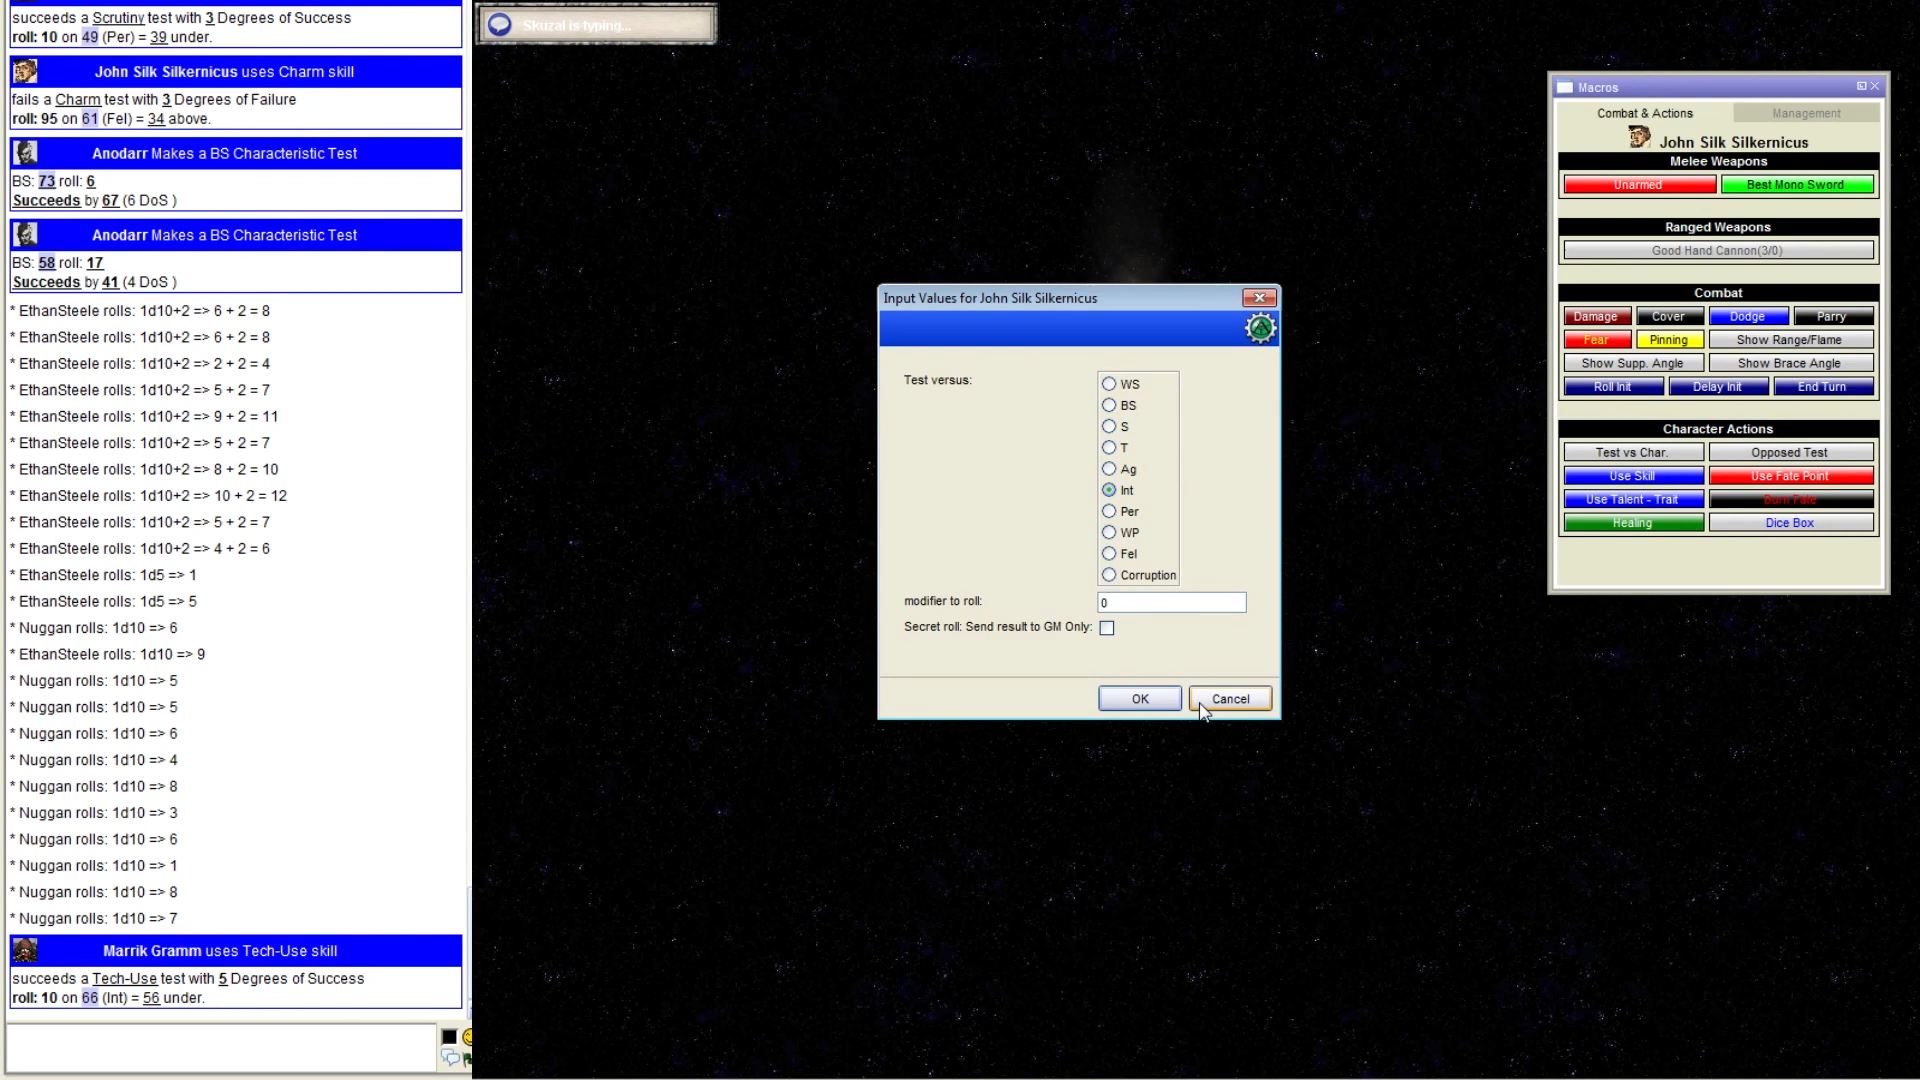 succeeds a Scrutiny test with 3 Degrees of Success
roll: 10 on 49 (Per) = 39 under.
John Silk Silkernicus uses Charm skill
fails a Charm test with 3 Degrees of Failure
roll: 95 on 61 (Fel) = 34 above.
Anodarr Makes a BS Characteristic Test
BS: 73 roll: 6
Succeeds by 67 (6 DoS )
Anodarr Makes a BS Characteristic Test
BS: 58 roll: 17
Succeeds by 41 (4 DoS )
* EthanSteele rolls: 1d10+2 => 6 + 2 = 8
* EthanSteele rolls: 1d10+2 => 6 + 2 = 8
* EthanSteele rolls: 1d10+2 => 2 + 2 = 4
* EthanSteele rolls: 1d10+2 => 5 + 2 = 7
* EthanSteele rolls: 1d10+2 => 9 + 2 = 11
* EthanSteele rolls: 1d10+2 => 5 + 2 = 7
* EthanSteele rolls: 1d10+2 => 8 + 2 = 10
* EthanSteele rolls: 1d10+2 => 10 + 2 = 12
* EthanSteele rolls: 1d10+2 => 5 + 2 = 7
* EthanSteele rolls: 1d10+2 => 4 + 2 = 6
* EthanSteele rolls: 1d5 => 1
* EthanSteele rolls: 1d5 => 5
* Nuggan rolls: 1d10 => 6
* EthanSteele rolls: 1d10 => 9
* Nuggan rolls: 1d10 => 5
* Nuggan rolls: 1d10 => 5
* Nuggan rolls: 1d10 => 6
* Nuggan rolls: 1d10 => 4
* Nuggan rolls: 1d10 => 8
* Nuggan rolls: 1d10 => 3
* Nuggan rolls: 1d10 => 6
* Nuggan rolls: 1d10 => 1
* Nuggan rolls: 1d10 => 8
* Nuggan rolls: 1d10 => 7
Marrik Gramm uses Tech-Use skill
succeeds a Tech-Use test with 5 Degrees of Success
roll: 10 on 66 (Int) = 56 under.
Skuzal is typing...
Input Values for John Silk Silkernicus
Test versus:
WS
BS
S
T
Ag
Int
Per
WP
Fel
Corruption
modifier to roll: 0
Secret roll: Send result to GM Only:
OK Cancel
Macros
Combat & Actions Management
John Silk Silkernicus
Melee Weapons
Unarmed Best Mono Sword
Ranged Weapons
Good Hand Cannon(3/0)
Combat
Damage Cover Dodge Parry
Fear Pinning Show Range/Flame
Show Supp. Angle Show Brace Angle
Roll Init Delay Init End Turn
Character Actions
Test vs Char. Opposed Test
Use Skill Use Fate Point
Use Talent - Trait Burn Fate
Healing Dice Box